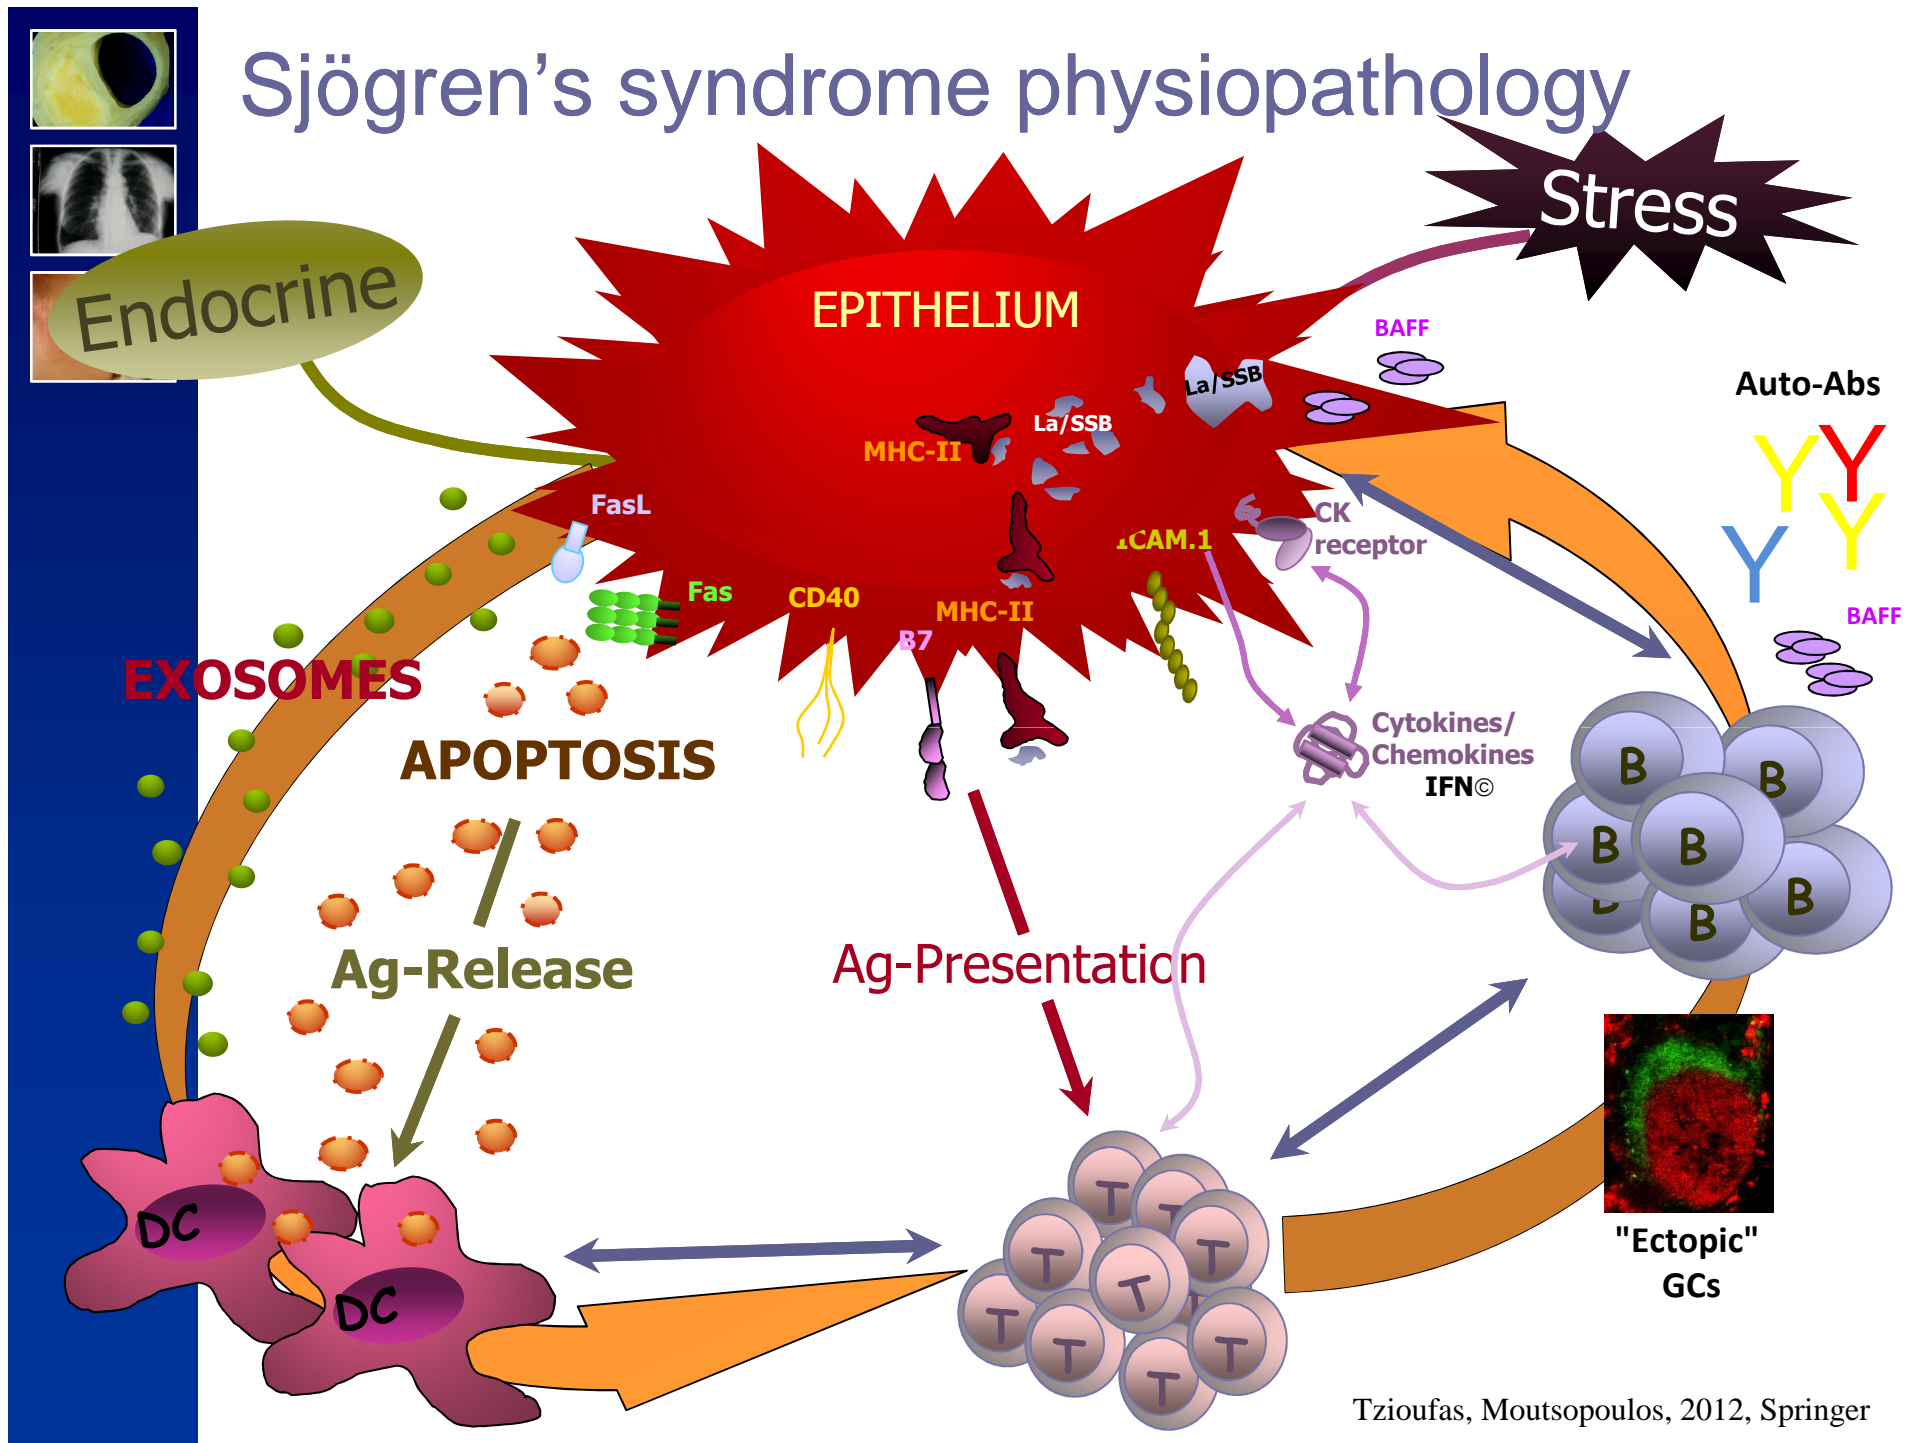 Sjögren's syndrome physiopathology
Stress
Endocrine
EPITHELIUM
BAFF
La/SSB
Auto-Abs
La/SSB
MHC-II
FasL
CK
receptor
ICAM.1
Fas
CD40
MHC-II
B7
BAFF
EXOSOMES
Cytokines/
Chemokines
IFN©
APOPTOSIS
B
B
B
B
B
B
B
Ag-Release
Ag-Presentation
T
T
T
T
T
T
T
T
T
T
T
DC
DC
"Ectopic"
GCs
Tzioufas, Moutsopoulos, 2012, Springer